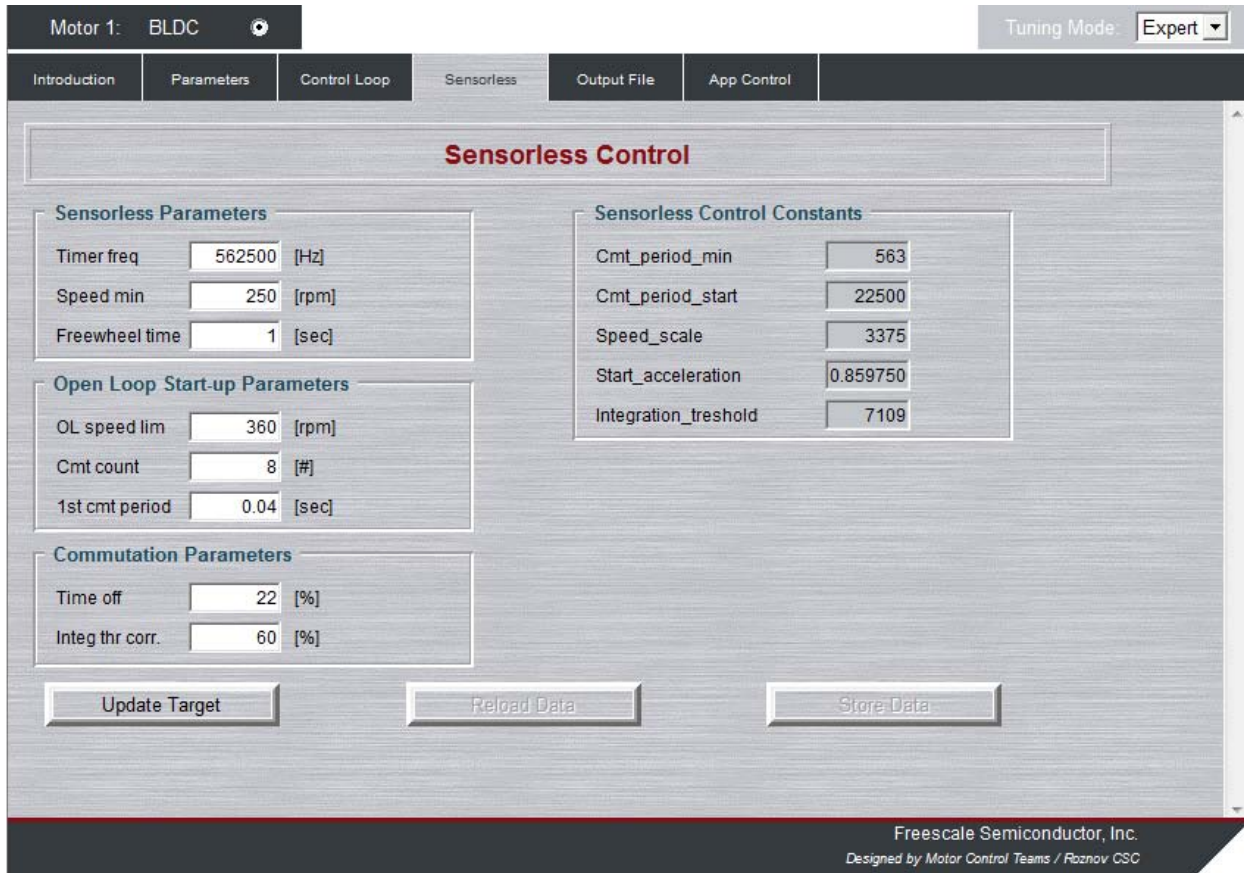 Motor 1: BLDC
Tuning Mode: Expert
Introduction Parameters Control Loop Sensorless Output File App Control
Sensorless Control
Sensorless Parameters
Timer freq 562500 [Hz]
Speed min 250 [rpm]
Freewheel time 1 [sec]
Open Loop Start-up Parameters
OL speed lim 360 [rpm]
Cmt count 8 [#]
1st cmt period 0.04 [sec]
Commutation Parameters
Time off 22 [%]
Integ thr corr. 60 [%]
Sensorless Control Constants
Cmt_period_min 563
Cmt_period_start 22500
Speed_scale 3375
Start_acceleration 0.859750
Integration_treshold 7109
Update Target Reload Data Store Data
Freescale Semiconductor, Inc.
Designed by Motor Control Teams / Roznov CSC